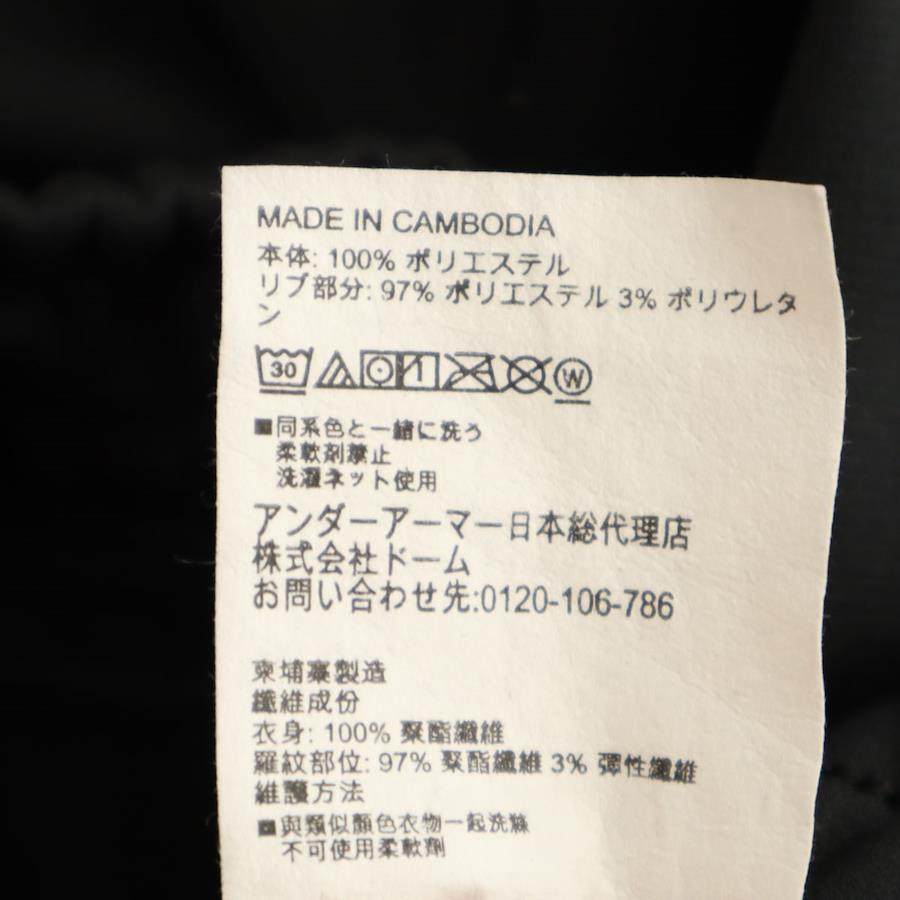 MADE IN CAMBODIA
本体: 100% ポリエステル
リブ部分: 97% ポリエステル 3% ポリウレタ
ン
30 W
■同系色と一緒に洗う
柔軟剤禁止
洗濯ネット使用
アンダーアーマー日本総代理店
株式会社ドーム
お問い合わせ先:0120-106-786
柬埔寨製造
纖維成份
衣身: 100% 聚酯纖維
羅紋部位: 97% 聚酯纖維 3% 彈性纖維
維護方法
■與類似顏色衣物一起洗滌
不可使用柔軟劑